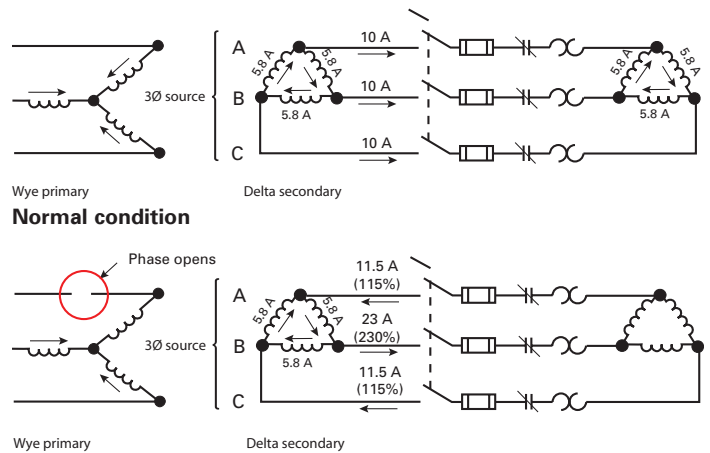 10 A
A
5.8 A
5.8 A
5.8 A
5.8 A
3Ø source
B
10 A
5.8 A
5.8 A
C
10 A
Wye primary
Delta secondary
Normal condition
Phase opens
11.5 A
(115%)
A
5.8 A
5.8 A
23 A
(230%)
3Ø source
B
5.8 A
11.5 A
(115%)
C
Wye primary
Delta secondary